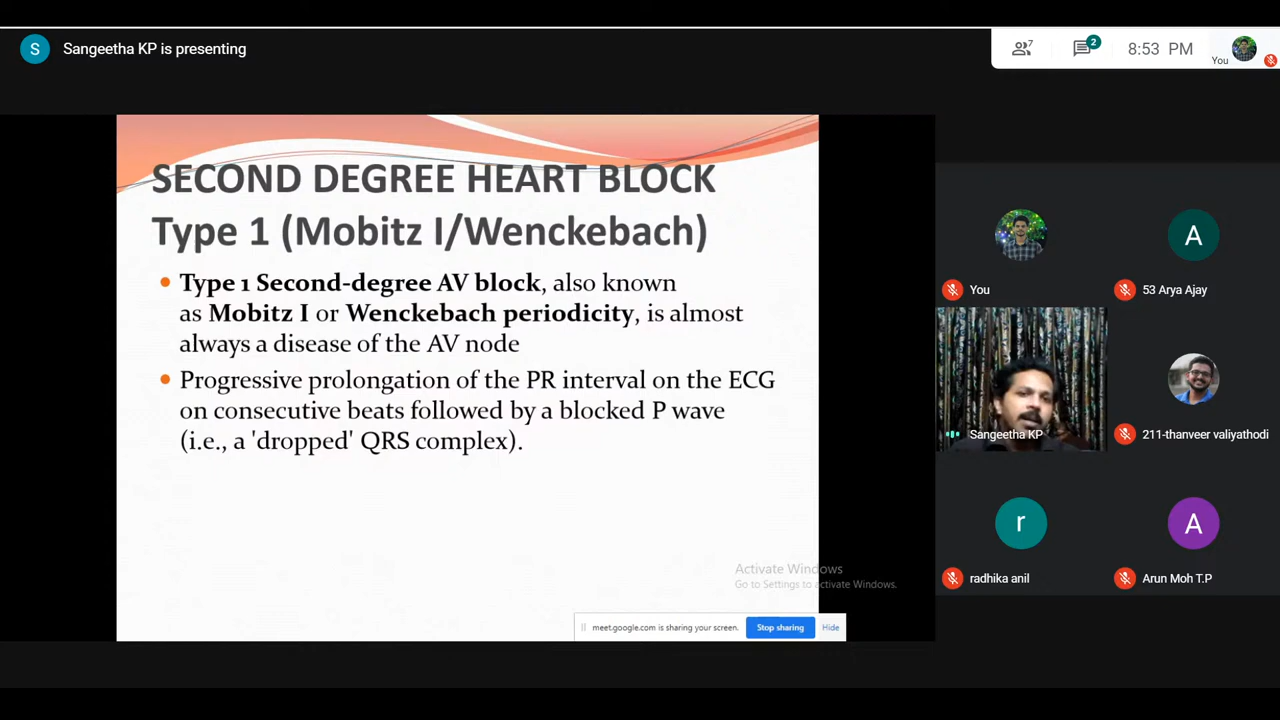 S Sangeetha KP is presenting
7
2
8:53 PM
You
SECOND DEGREE HEART BLOCK
Type 1 (Mobitz I/Wenckebach)
Type 1 Second-degree AV block, also known
as Mobitz I or Wenckebach periodicity, is almost
always a disease of the AV node
Progressive prolongation of the PR interval on the ECG
on consecutive beats followed by a blocked P wave
(i.e., a 'dropped' QRS complex).
Activate Windows
Go to Settings to activate Windows.
meet.google.com is sharing your screen. Stop sharing Hide
You
A
53 Arya Ajay
Sangeetha KP
211-thanveer valiyathodi
r
radhika anil
A
Arun Moh T.P